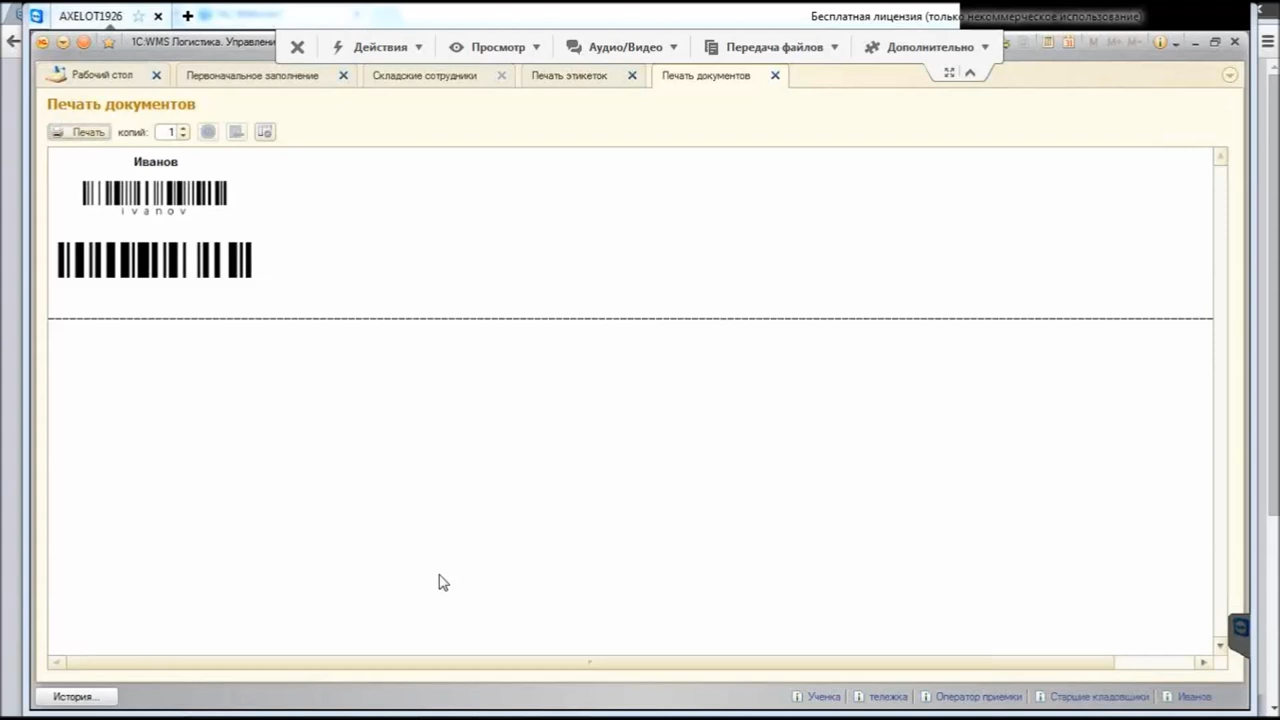 AXELOT1926
Бесплатная лицензия (только некоммерческое использование)
1С:WMS Логистика. Управлени
Действия
Просмотр
Аудио/Видео
Передача файлов
Дополнительно
M M+ M-
Рабочий стол
Первоначальное заполнение
Складские сотрудники
Печать этикеток
Печать документов
Печать документов
Печать
копий:
1
Иванов
ivanov
История...
Ученка
тележка
Оператор приемки
Старшие кладовщики
Иванов